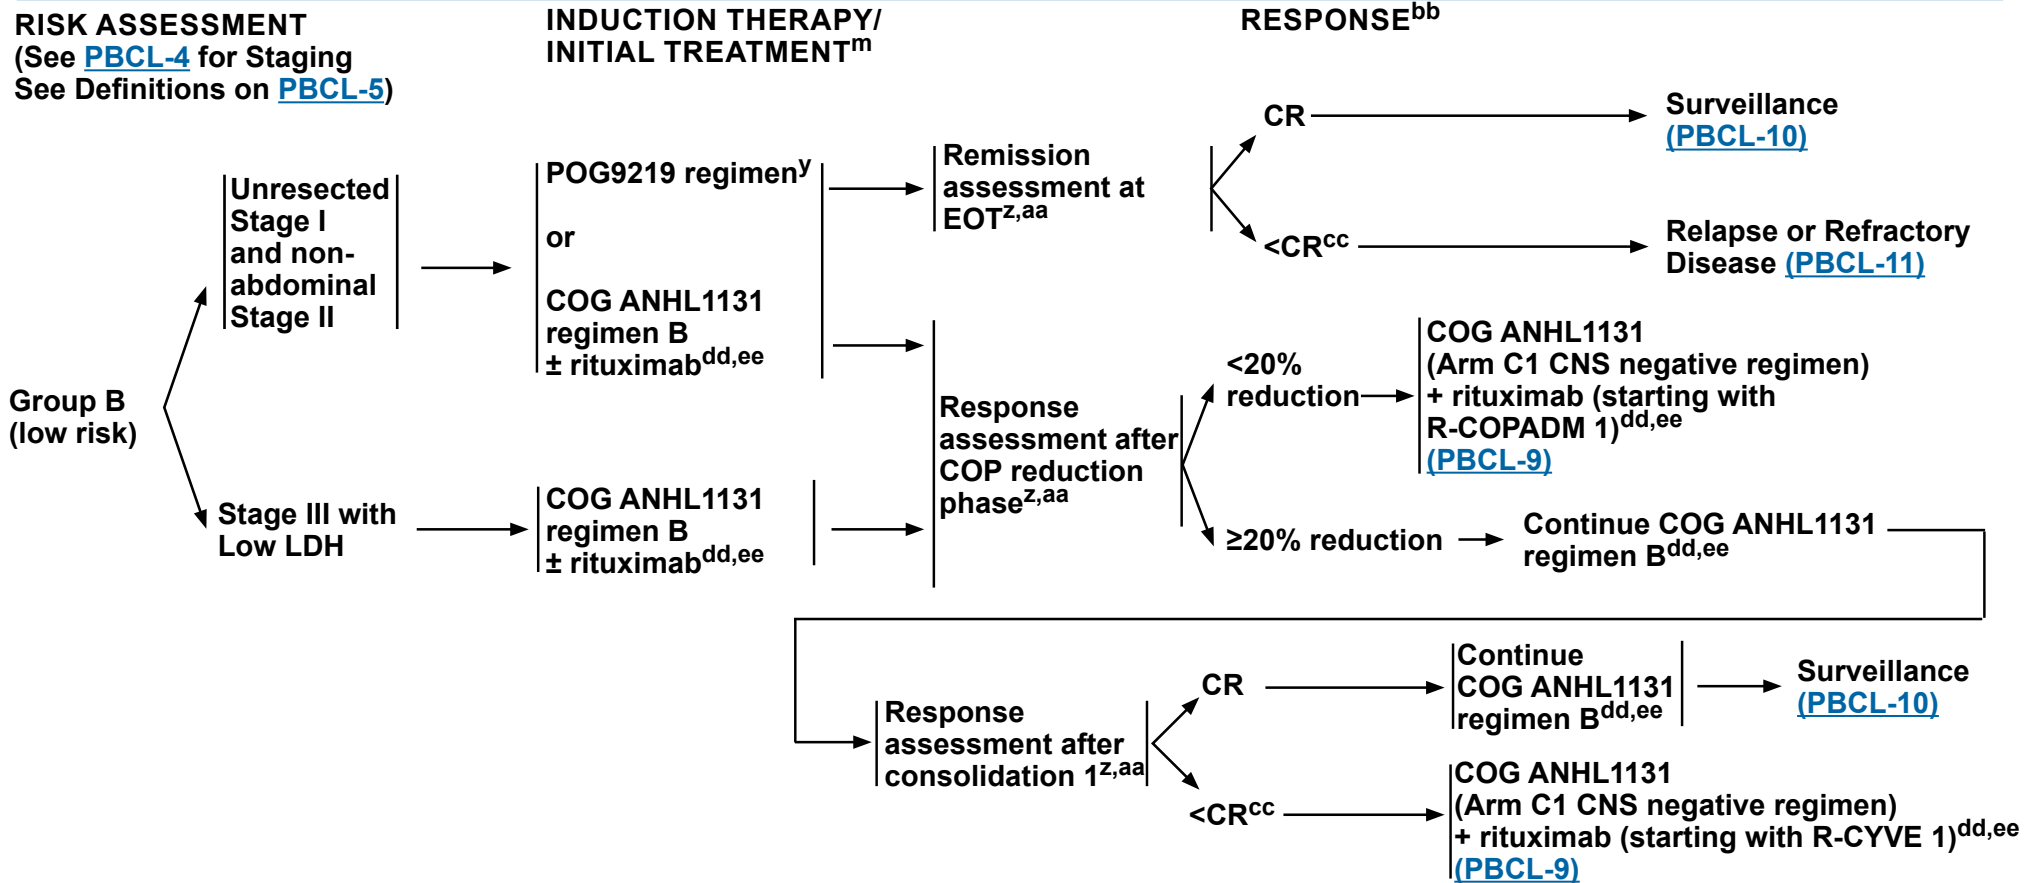 RISK ASSESSMENT
(See PBCL-4 for Staging
See Definitions on PBCL-5)
INDUCTION THERAPY/
INITIAL TREATMENTm
RESPONSEbb
Group B
(low risk)
Unresected
Stage I
and non-
abdominal
Stage II
Stage III with
Low LDH
POG9219 regimeny
or
COG ANHL1131
regimen B
± rituximabdd,ee
COG ANHL1131
regimen B
± rituximabdd,ee
Remission
assessment at
EOTz,aa
CR
Surveillance
(PBCL-10)
<CRcc
Relapse or Refractory
Disease (PBCL-11)
Response
assessment after
COP reduction
phasez,aa
<20%
reduction
COG ANHL1131
(Arm C1 CNS negative regimen)
+ rituximab (starting with
R-COPADM 1)dd,ee
(PBCL-9)
≥20% reduction
Continue COG ANHL1131
regimen Bdd,ee
Response
assessment after
consolidation 1z,aa
CR
Continue
COG ANHL1131
regimen Bdd,ee
Surveillance
(PBCL-10)
<CRcc
COG ANHL1131
(Arm C1 CNS negative regimen)
+ rituximab (starting with R-CYVE 1)dd,ee
(PBCL-9)